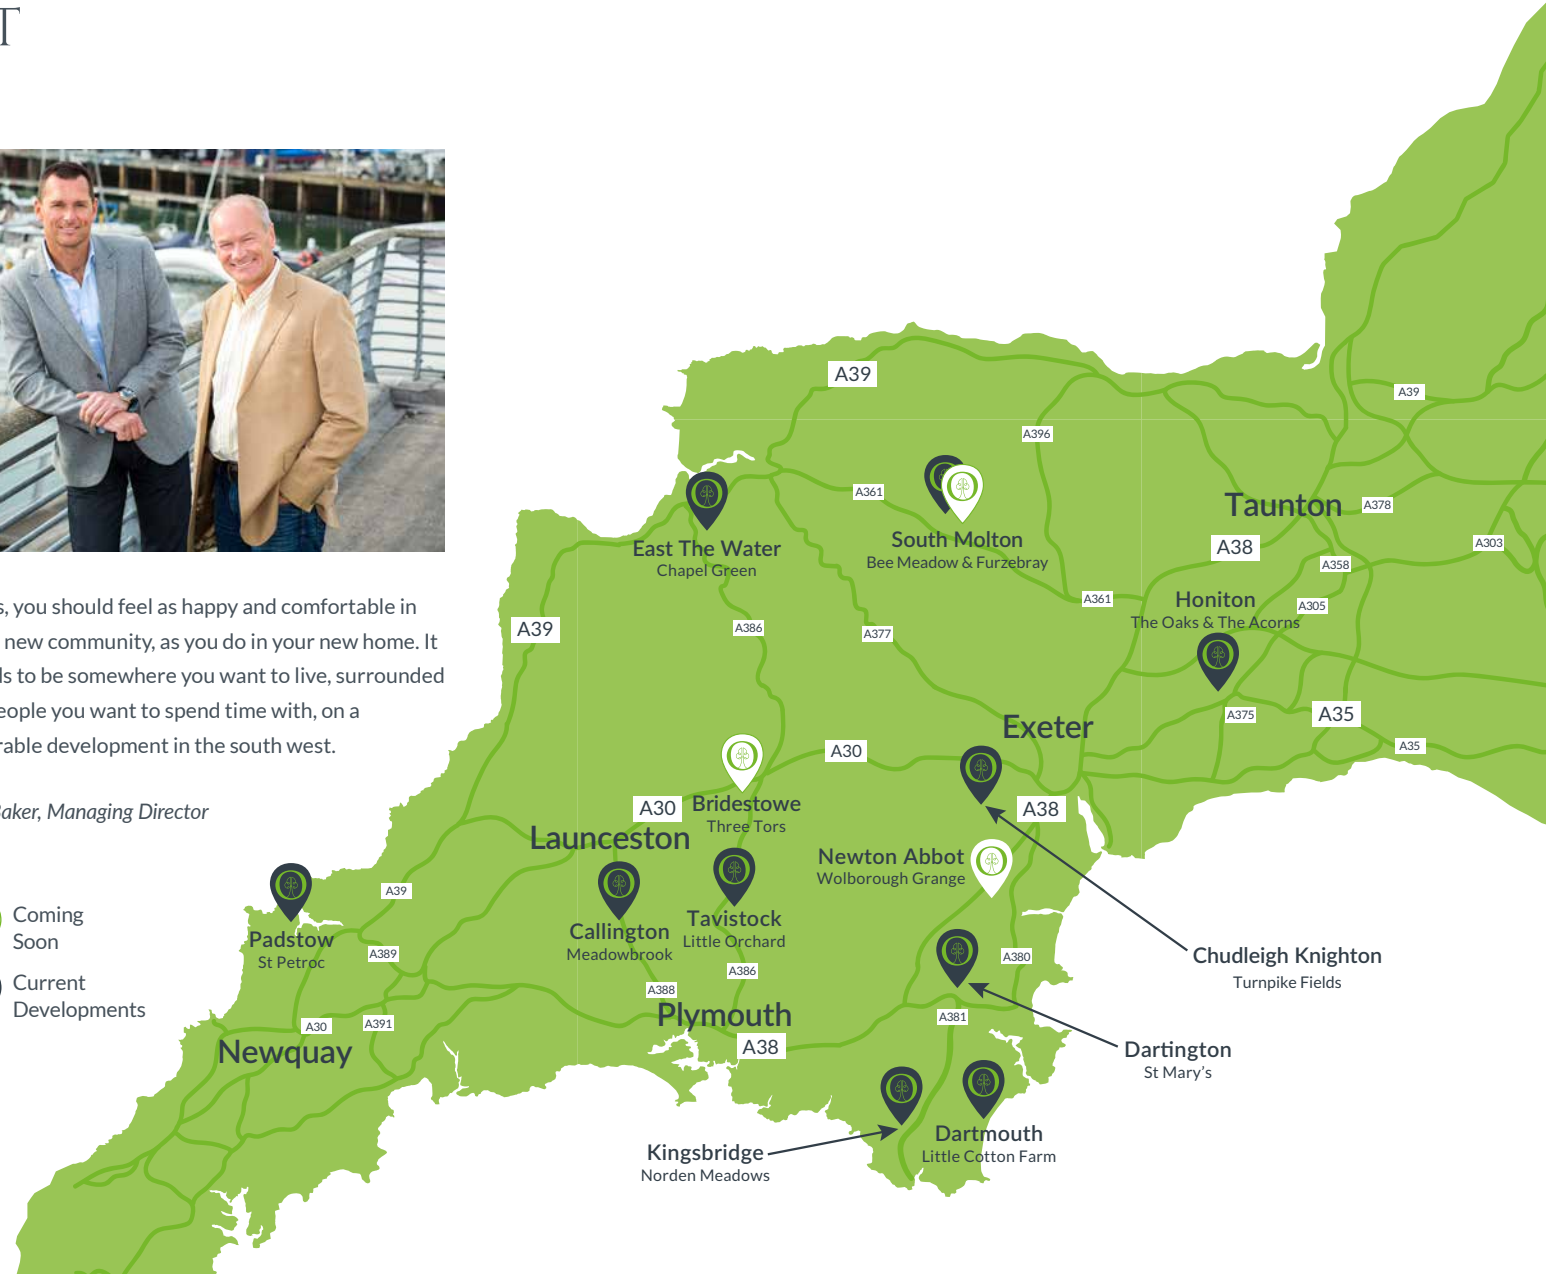 T
s, you should feel as happy and comfortable in
new community, as you do in your new home. It
ds to be somewhere you want to live, surrounded
eople you want to spend time with, on a
rable development in the south west.
Baker, Managing Director
Coming
Soon
Current
Developments
A39
A39
A396
A361
Taunton
A378
South Molton
Bee Meadow & Furzebray
East The Water
Chapel Green
A38
A303
A358
A361
Honiton
The Oaks & The Acorns
A305
A39
A386
A377
A375
A35
A35
Exeter
A30
A30
Bridestowe
Three Tors
A38
Launceston
Newton Abbot
Wolborough Grange
A39
Callington
Meadowbrook
Tavistock
Little Orchard
Padstow
St Petroc
A389
A386
A380
Chudleigh Knighton
Turnpike Fields
A388
Plymouth
A38
A381
A30
A391
Newquay
Dartington
St Mary’s
Kingsbridge
Norden Meadows
Dartmouth
Little Cotton Farm